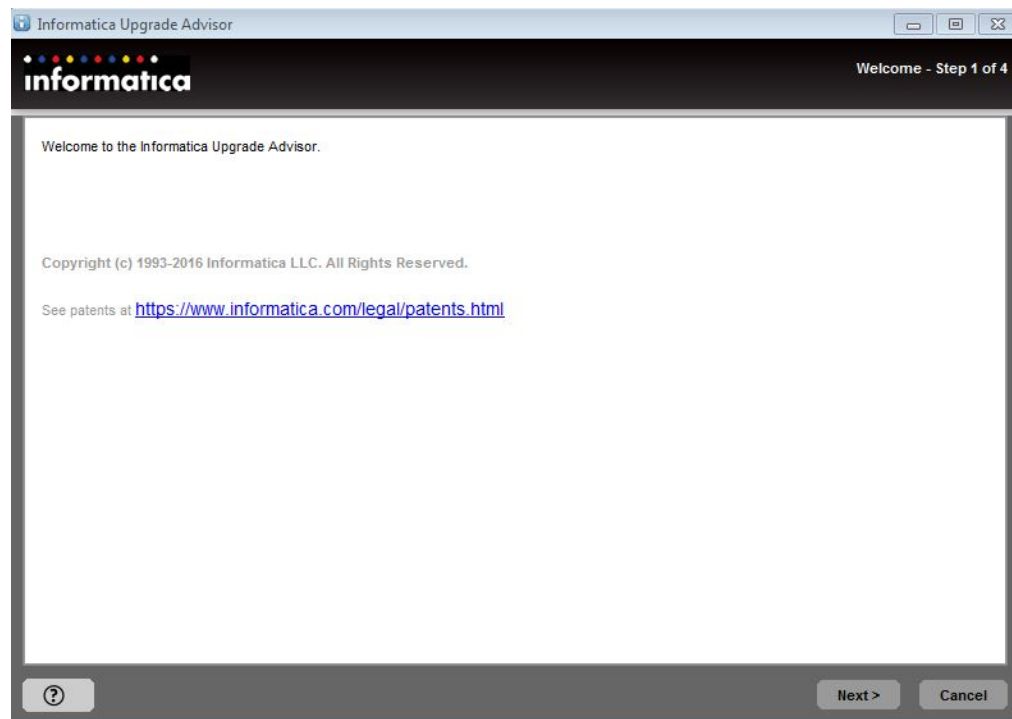 Informatica Upgrade Advisor
informatica
Welcome - Step 1 of 4
Welcome to the Informatica Upgrade Advisor.
Copyright (c) 1993-2016 Informatica LLC. All Rights Reserved.
See patents at https://www.informatica.com/legal/patents.html
?
Next >
Cancel